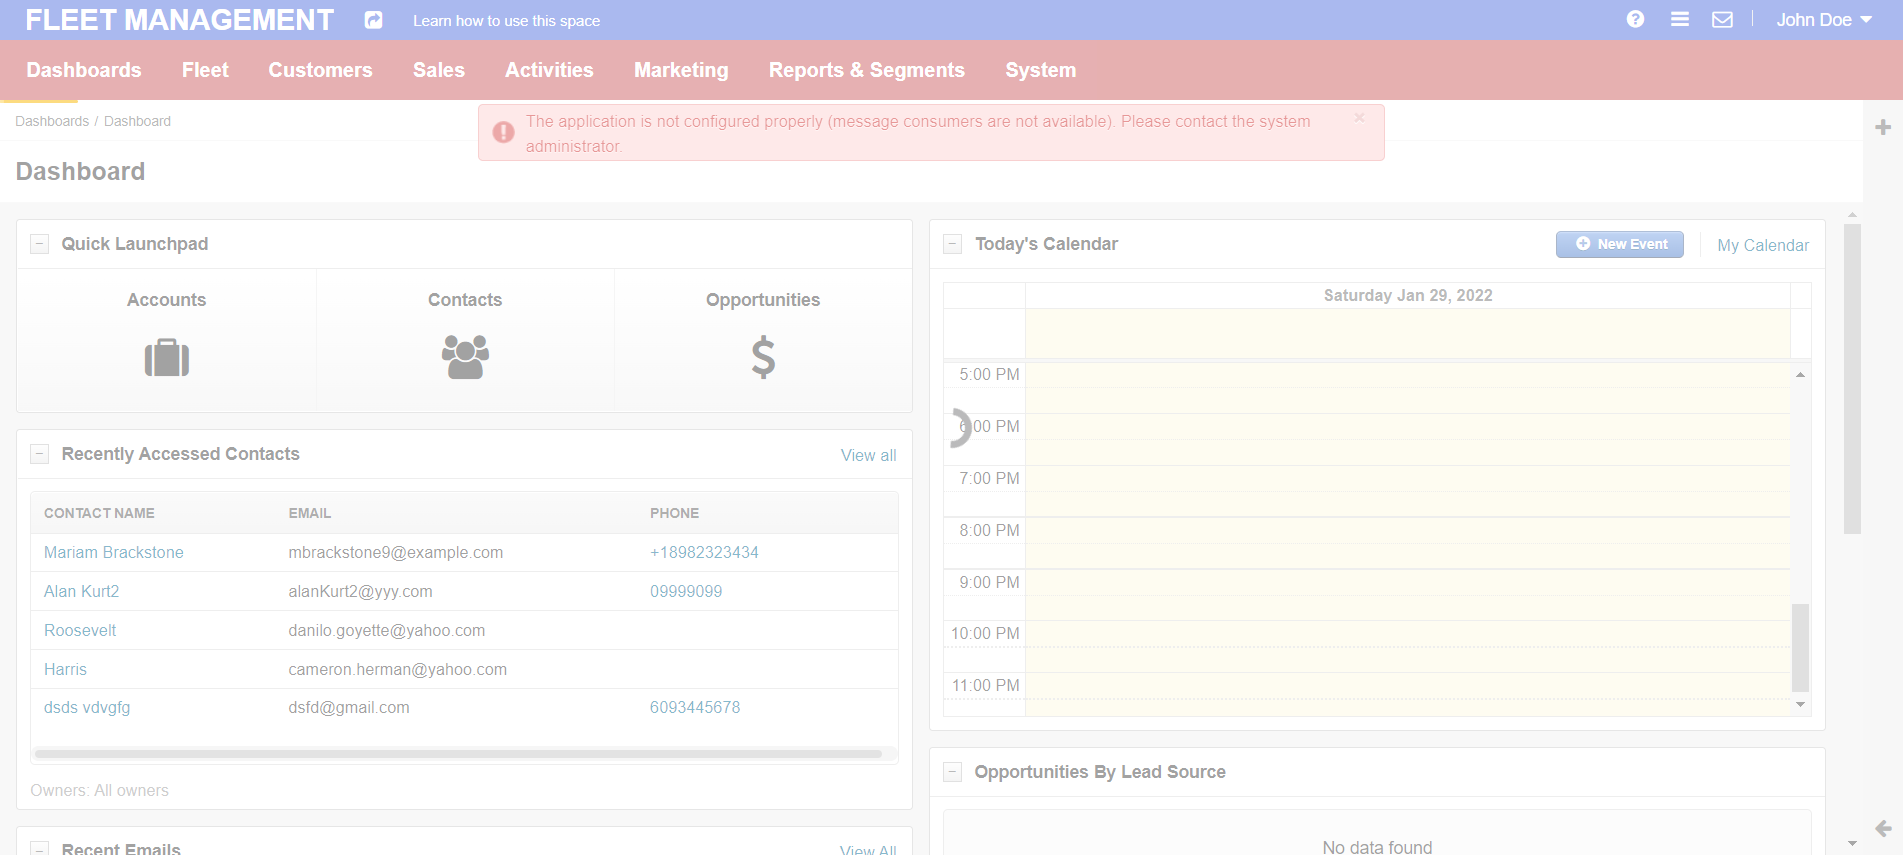 FLEET MANAGEMENT
Learn how to use this space
John Doe
Dashboards Fleet Customers Sales Activities Marketing Reports & Segments System
Dashboards / Dashboard
The application is not configured properly (message consumers are not available). Please contact the system
administrator.
×
Dashboard
Quick Launchpad
Accounts Contacts Opportunities
Recently Accessed Contacts View all
CONTACT NAME EMAIL PHONE
Mariam Brackstone mbrackstone9@example.com +18982323434
Alan Kurt2 alanKurt2@yyy.com 09999099
Roosevelt danilo.goyette@yahoo.com
Harris cameron.herman@yahoo.com
dsds vdvgfg dsfd@gmail.com 6093445678
Owners: All owners
Recent Emails View All
Today's Calendar New Event My Calendar
Saturday Jan 29, 2022
5:00 PM
6:00 PM
7:00 PM
8:00 PM
9:00 PM
10:00 PM
11:00 PM
Opportunities By Lead Source
No data found